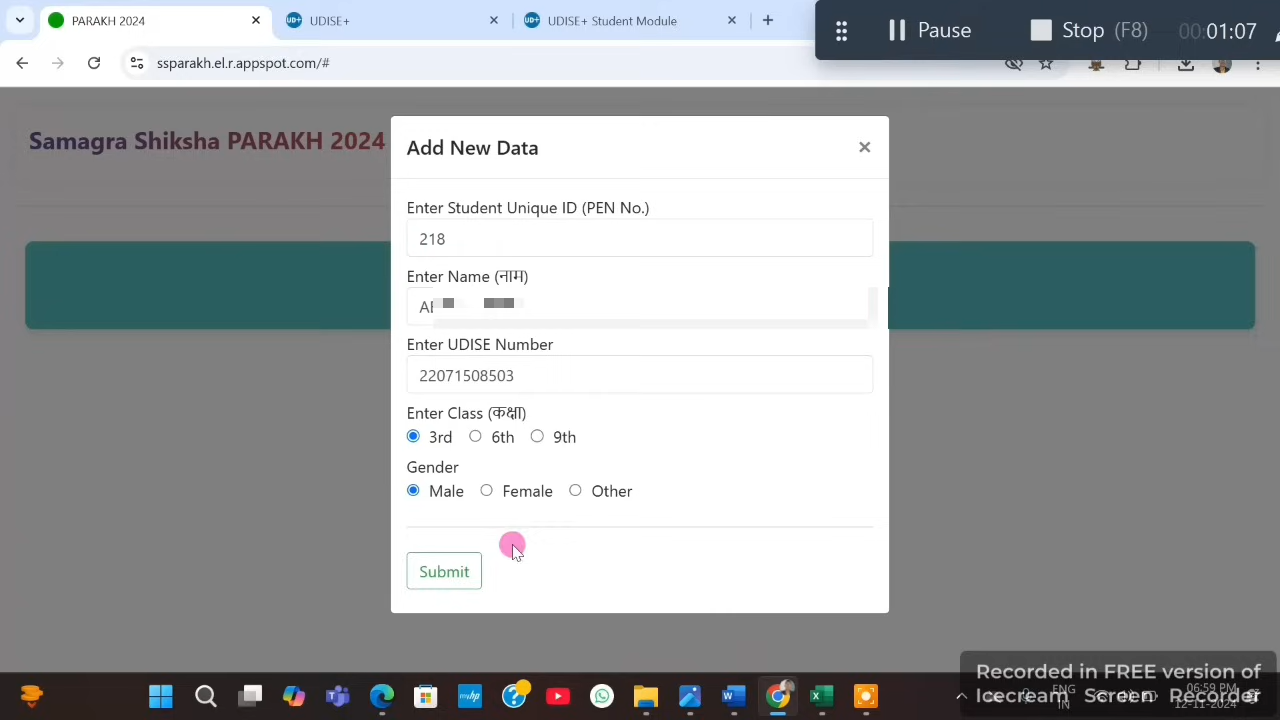 PARAKH 2024
UDISE+
UDISE+ Student Module
Pause
Stop (F8)
00:01:07
ssparakh.el.r.appspot.com/#
Samagra Shiksha PARAKH 2024
Add New Data
Enter Student Unique ID (PEN No.)
218
Enter Name (नाम)
Enter UDISE Number
22071508503
Enter Class (कक्षा)
3rd 6th 9th
Gender
Male Female Other
Submit
Recorded in FREE version of
Icecream Screen Recorder
ENG
IN
06:59 PM
12-11-2024